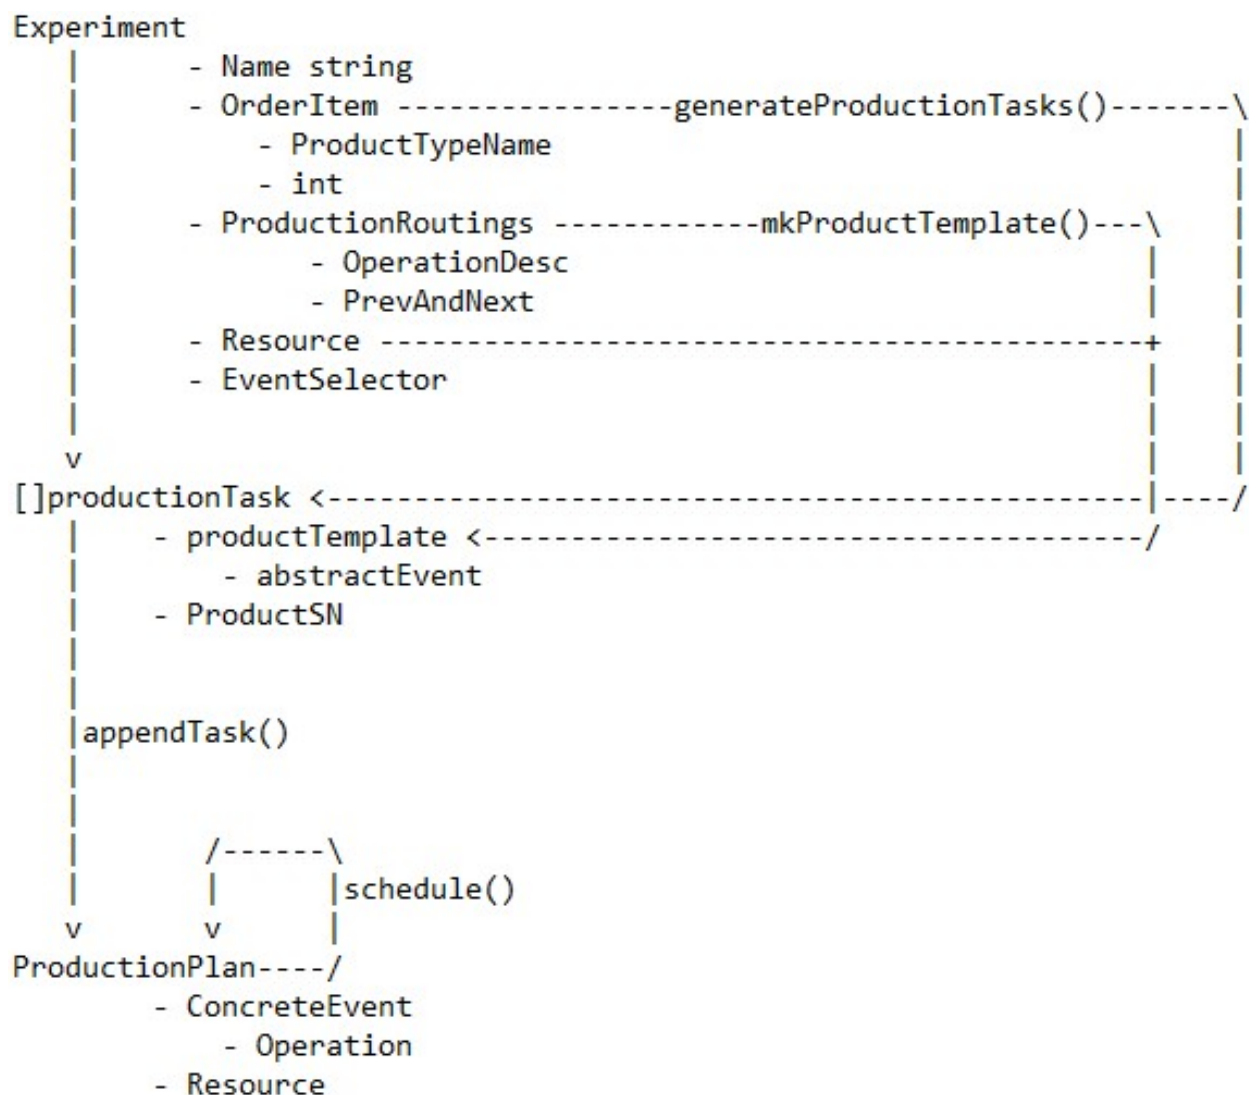 Experiment
- Name string
- OrderItem ----------------generateProductionTasks()-------\
- ProductTypeName |
- int |
- ProductionRoutings ------------mkProductTemplate()---\ |
- OperationDesc | |
- PrevAndNext | |
- Resource --------------------------------------------+ |
- EventSelector | |
v | |
[]productionTask <-----------------------------------------------|----/
- productTemplate <--------------------------------------/
- abstractEvent
- ProductSN
|appendTask()
/------\
| | |schedule()
v v |
ProductionPlan----/
- ConcreteEvent
- Operation
- Resource